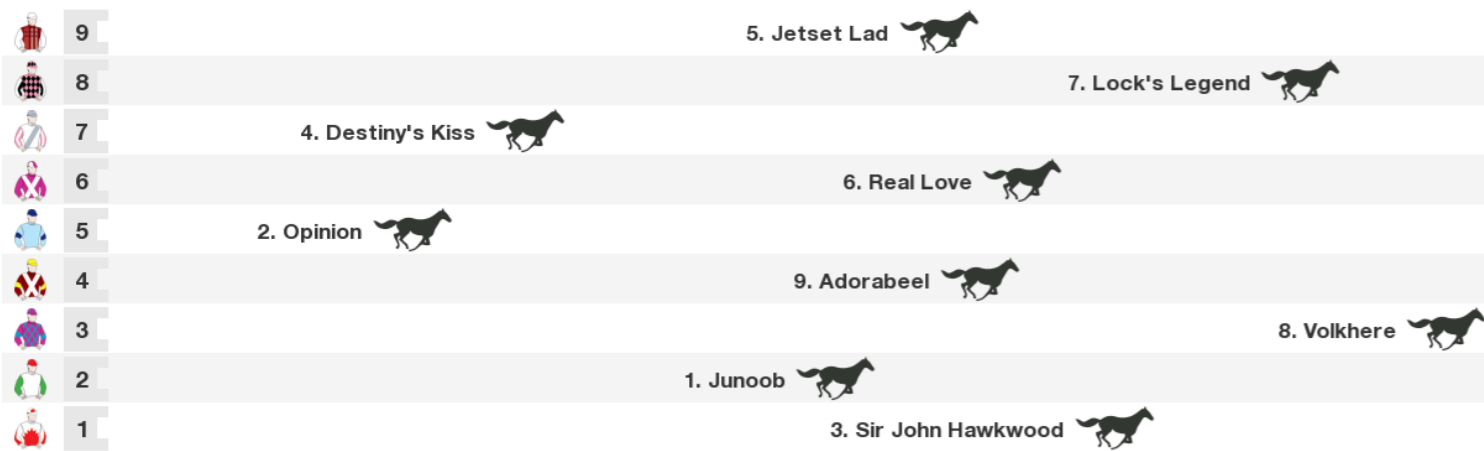 9 5. Jetset Lad
8 7. Lock's Legend
7 4. Destiny's Kiss
6 6. Real Love
5 2. Opinion
4 9. Adorabeel
3 8. Volkhere
2 1. Junoob
1 3. Sir John Hawkwood